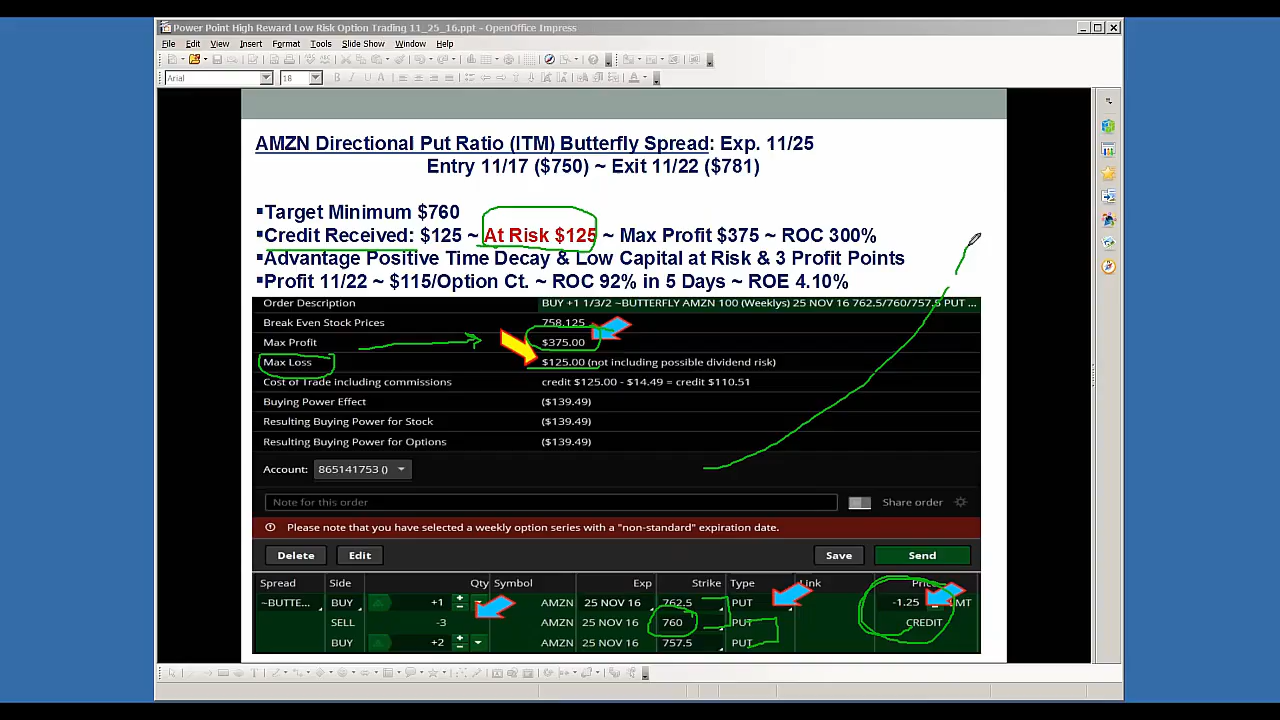 Power Point High Reward Low Risk Option Trading 11_25_16.ppt - OpenOffice Impress
File Edit View Insert Format Tools Slide Show Window Help
Arial 18
AMZN Directional Put Ratio (ITM) Butterfly Spread: Exp. 11/25
Entry 11/17 ($750) ~ Exit 11/22 ($781)
▪Target Minimum $760
▪Credit Received: $125 ~ At Risk $125 ~ Max Profit $375 ~ ROC 300%
▪Advantage Positive Time Decay & Low Capital at Risk & 3 Profit Points
▪Profit 11/22 ~ $115/Option Ct. ~ ROC 92% in 5 Days ~ ROE 4.10%
Order Description BUY +1 1/3/2 ~BUTTERFLY AMZN 100 (Weeklys) 25 NOV 16 762.5/760/757.5 PUT ...
Break Even Stock Prices 758.125
Max Profit $375.00
Max Loss $125.00 (not including possible dividend risk)
Cost of Trade including commissions credit $125.00 - $14.49 = credit $110.51
Buying Power Effect ($139.49)
Resulting Buying Power for Stock ($139.49)
Resulting Buying Power for Options ($139.49)
Account: 865141753 ()
Note for this order Share order
Please note that you have selected a weekly option series with a "non-standard" expiration date.
Delete Edit Save Send
Spread Side Qty Symbol Exp Strike Type Link
~BUTTE... BUY +1 AMZN 25 NOV 16 762.5 PUT -1.25
SELL -3 AMZN 25 NOV 16 760 PUT CREDIT
BUY +2 AMZN 25 NOV 16 757.5 PUT